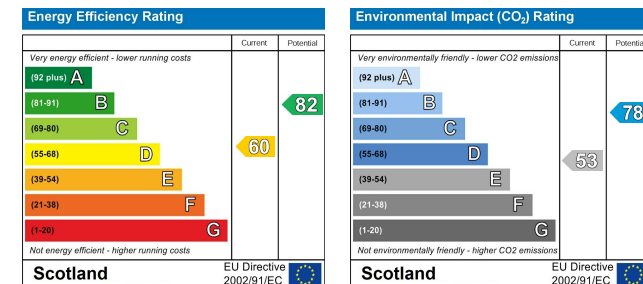 Energy Efficiency Rating
Current Potential
Very energy efficient - lower running costs
(92 plus) A
(81-91) B
82
(69-80) C
(55-68) D
60
(39-54) E
(21-38) F
(1-20) G
Not energy efficient - higher running costs
Scotland
EU Directive
2002/91/EC
Environmental Impact (CO₂) Rating
Current Potential
Very environmentally friendly - lower CO2 emissions
(92 plus) A
(81-91) B
78
(69-80) C
(55-68) D
53
(39-54) E
(21-38) F
(1-20) G
Not environmentally friendly - higher CO2 emissions
Scotland
EU Directive
2002/91/EC